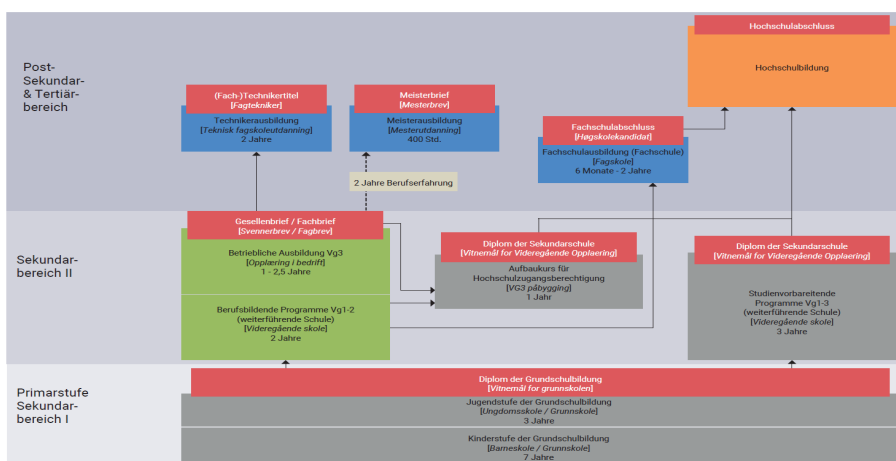 Hochschulabschluss
Hochschulbildung
Post-
Sekundar-
& Tertiär-
bereich
(Fach-)Technikertitel
[Fagtekniker]
Technikerausbildung
[Teknisk fagskoleutdanning]
2 Jahre
Meisterbrief
[Mesterbrev]
Meisterausbildung
[Mesterutdanning]
400 Std.
Fachschulabschluss
[Høgskolekandidat]
Fachschulausbildung (Fachschule)
[Fagskole]
6 Monate - 2 Jahre
2 Jahre Berufserfahrung
Sekundar-
bereich II
Gesellenbrief / Fachbrief
[Svennerbrev / Fagbrev]
Betriebliche Ausbildung Vg3
[Opplæring i bedrift]
1 - 2,5 Jahre
Berufsbildende Programme Vg1-2
(weiterführende Schule)
[Videregående skole]
2 Jahre
Diplom der Sekundarschule
[Vitnemål for Videregående Opplaering]
Aufbaukurs für
Hochschulzugangsberechtigung
[VG3 påbygging]
1 Jahr
Diplom der Sekundarschule
[Vitnemål for Videregående Opplaering]
Studienvorbareitende
Programme Vg1-3
(weiterführende Schule)
[Videregående skole]
3 Jahre
Primarstufe
Sekundar-
bereich I
Diplom der Grundschulbildung
[Vitnemål for grunnskolen]
Jugendstufe der Grundschulbildung
[Ungdomsskole / Grunnskole]
3 Jahre
Kinderstufe der Grundschulbildung
[Barneskole / Grunnskole]
7 Jahre